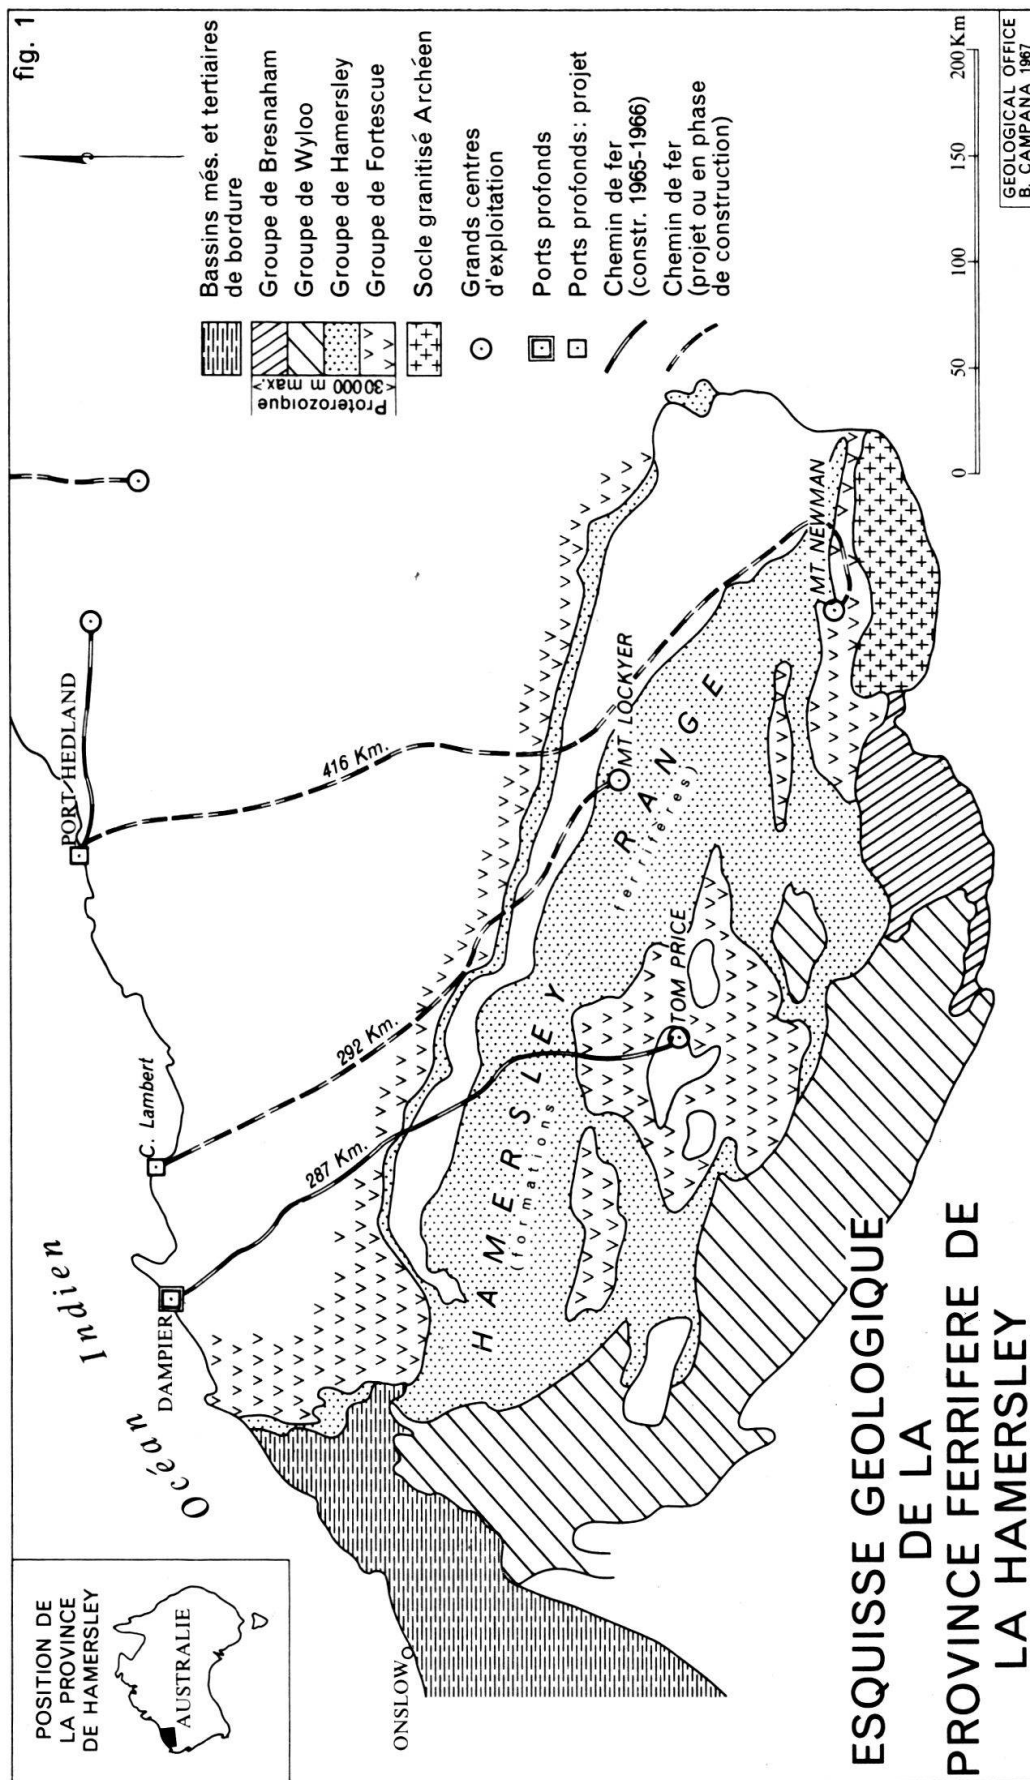 fig. 1
POSITION DE
LA PROVINCE
DE HAMERSLEY
AUSTRALIE
Océan Indien
ONSLOW
DAMPIER
C. Lambert
PORT-HEDLAND
287 Km.
292 Km.
416 Km.
HAMERSLEY RANGE
(formations ferrifères)
TOM PRICE
MT LOCKYER
MT NEWMAN
Bassins més. et tertiaires
de bordure
Protérozoïque
30000 m max.
Groupe de Bresnaham
Groupe de Wyloo
Groupe de Hamersley
Groupe de Fortescue
Socle granitisé Archéen
Grands centres
d'exploitation
Ports profonds
Ports profonds: projet
Chemin de fer
(constr. 1965-1966)
Chemin de fer
(projet ou en phase
de construction)
0 50 100 150 200 Km
ESQUISSE GEOLOGIQUE
DE LA
PROVINCE FERRIFERE DE
LA HAMERSLEY
GEOLOGICAL OFFICE
B. CAMPANA 1967